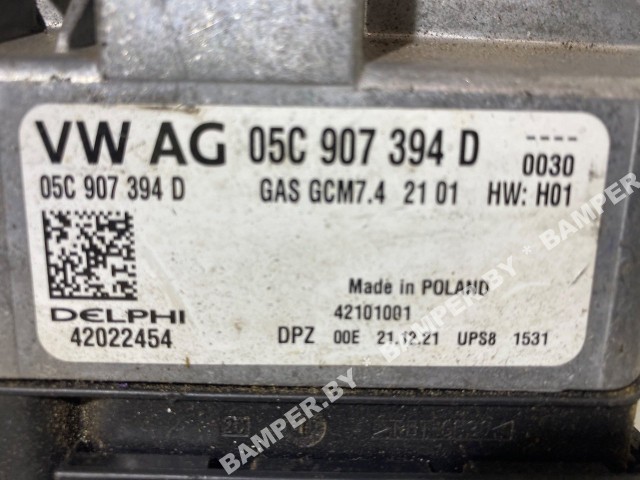 VW AG 05C 907 394 D ----
0030
05C 907 394 D GAS GCM7.4 21 01 HW: H01
Made in POLAND
DELPHI 42101001
42022454 DPZ 00E 21.12.21 UPS8 1531
BAMPER.BY * BAMPER.BY * BAMPER.BY